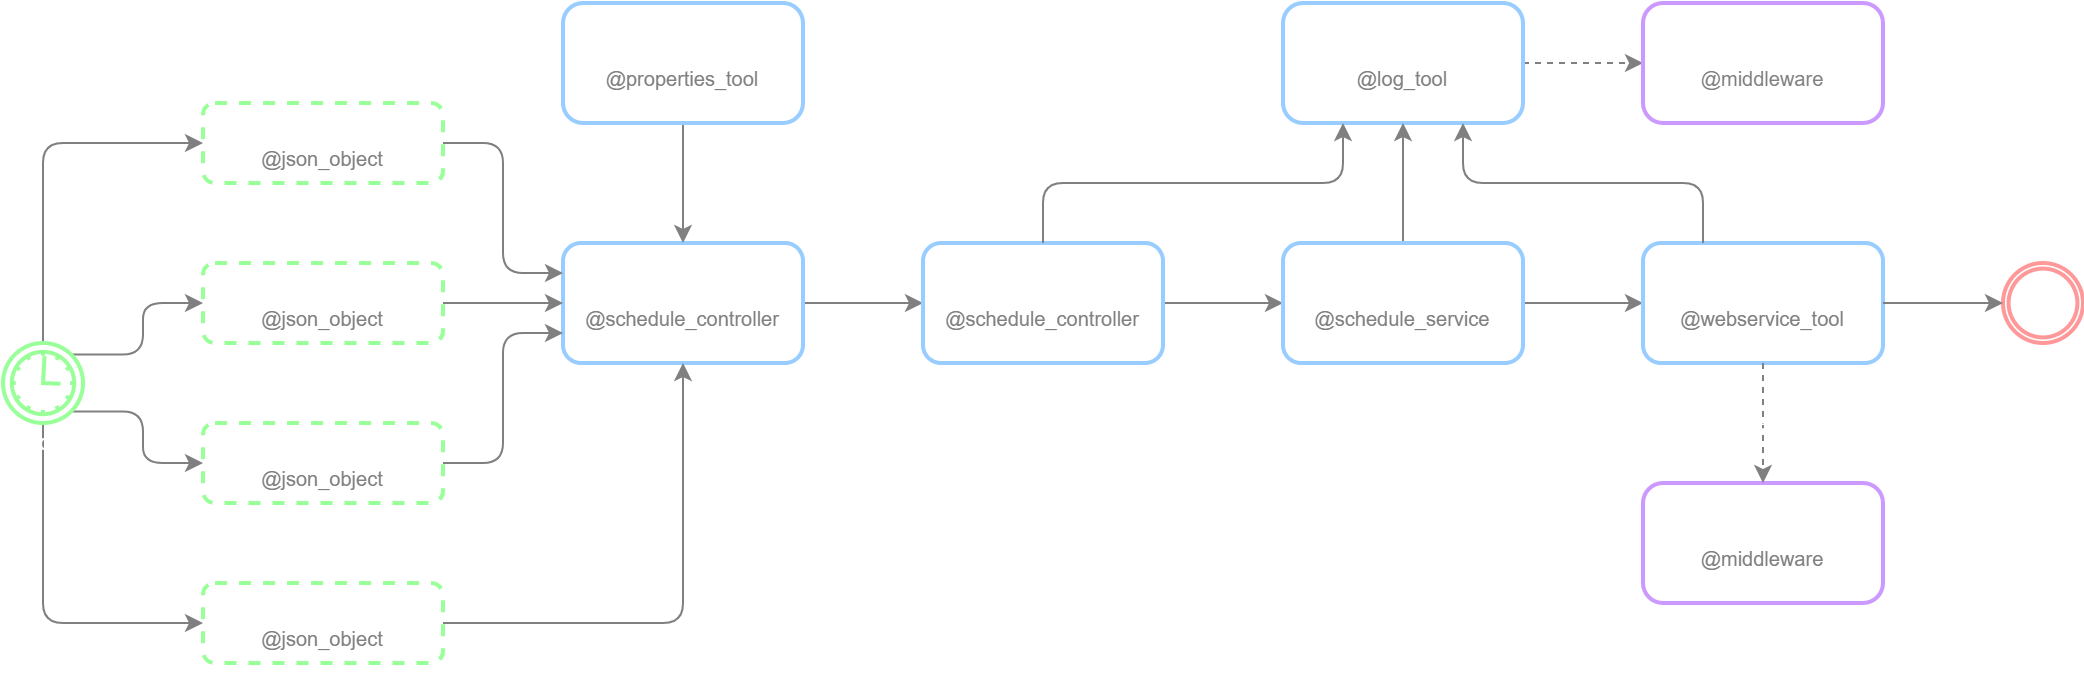 @properties_tool
@log_tool
@middleware
@json_object
@json_object
@schedule_controller
@schedule_controller
@schedule_service
@webservice_tool
@json_object
@middleware
@json_object